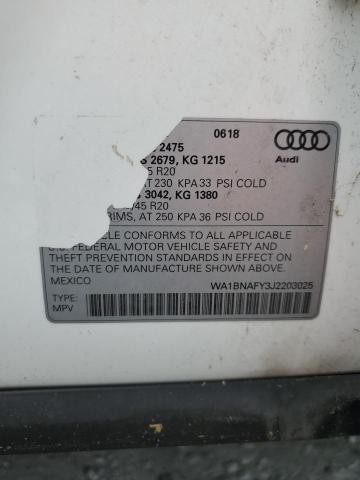 0618
Audi
2475
2679, KG 1215
5 R20
AT 230 KPA 33 PSI COLD
3042, KG 1380
/45 R20
RIMS, AT 250 KPA 36 PSI COLD
VEHICLE CONFORMS TO ALL APPLICABLE
U.S. FEDERAL MOTOR VEHICLE SAFETY AND
THEFT PREVENTION STANDARDS IN EFFECT ON
THE DATE OF MANUFACTURE SHOWN ABOVE.
MEXICO
TYPE: WA1BNAFY3J2203025
MPV